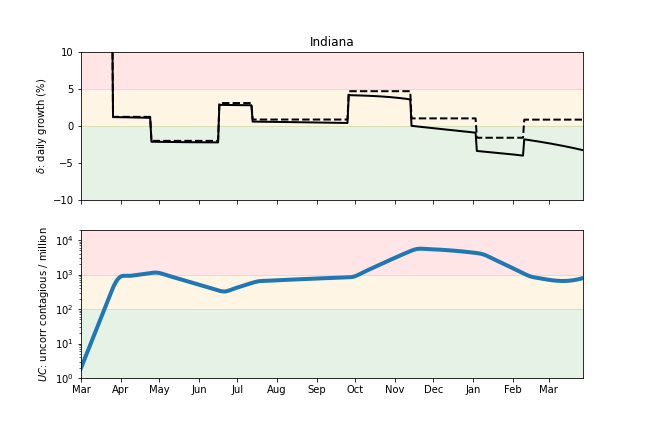 Indiana
δ: daily growth (%)
10
5
0
−5
−10
UC: uncorr contagious / million
10⁴
10³
10²
10¹
10⁰
Mar Apr May Jun Jul Aug Sep Oct Nov Dec Jan Feb Mar